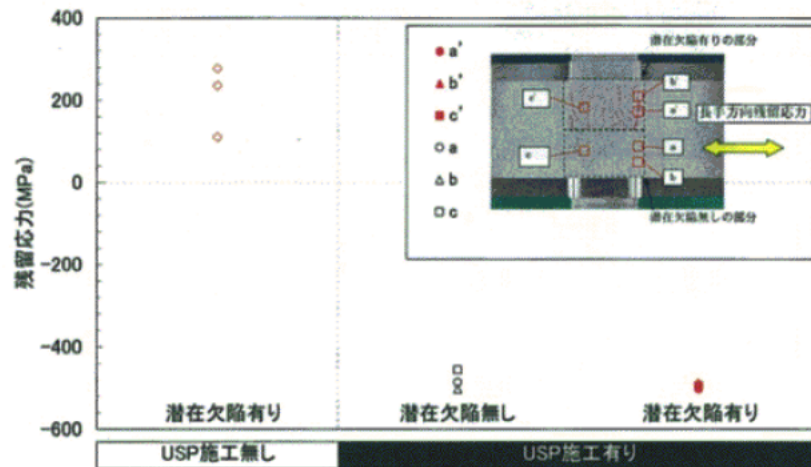 400
200
0
-200
-400
-600
残留応力(MPa)
a'
b'
c'
a
b
c
潜在欠陥有りの部分
b'
a'
長手方向残留応力
a
b
潜在欠陥無しの部分
潜在欠陥有り
潜在欠陥無し
潜在欠陥有り
USP施工無し
USP施工有り